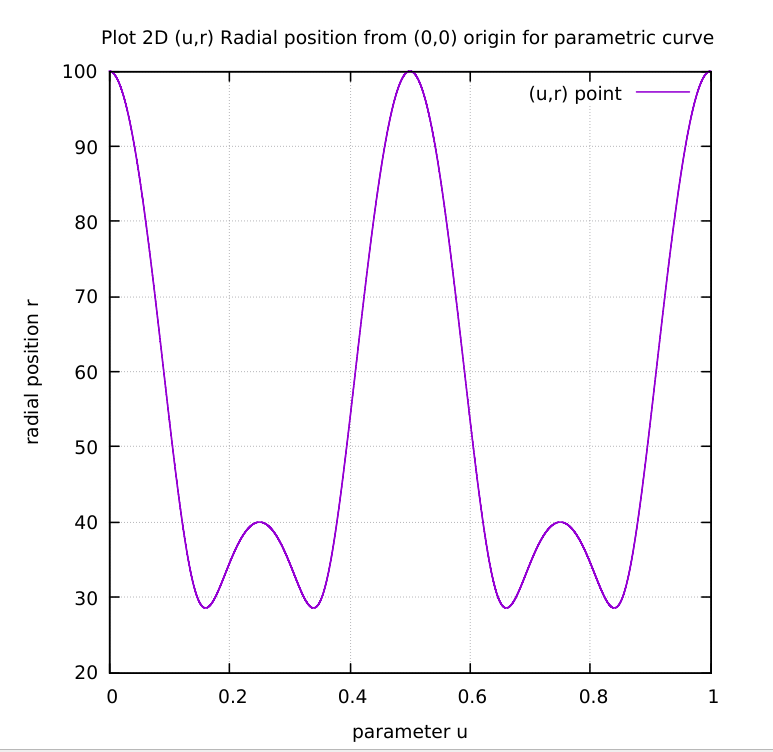 Plot 2D (u,r) Radial position from (0,0) origin for parametric curve
100
(u,r) point
90
80
70
60
50
40
30
20
radial position r
0 0.2 0.4 0.6 0.8 1
parameter u